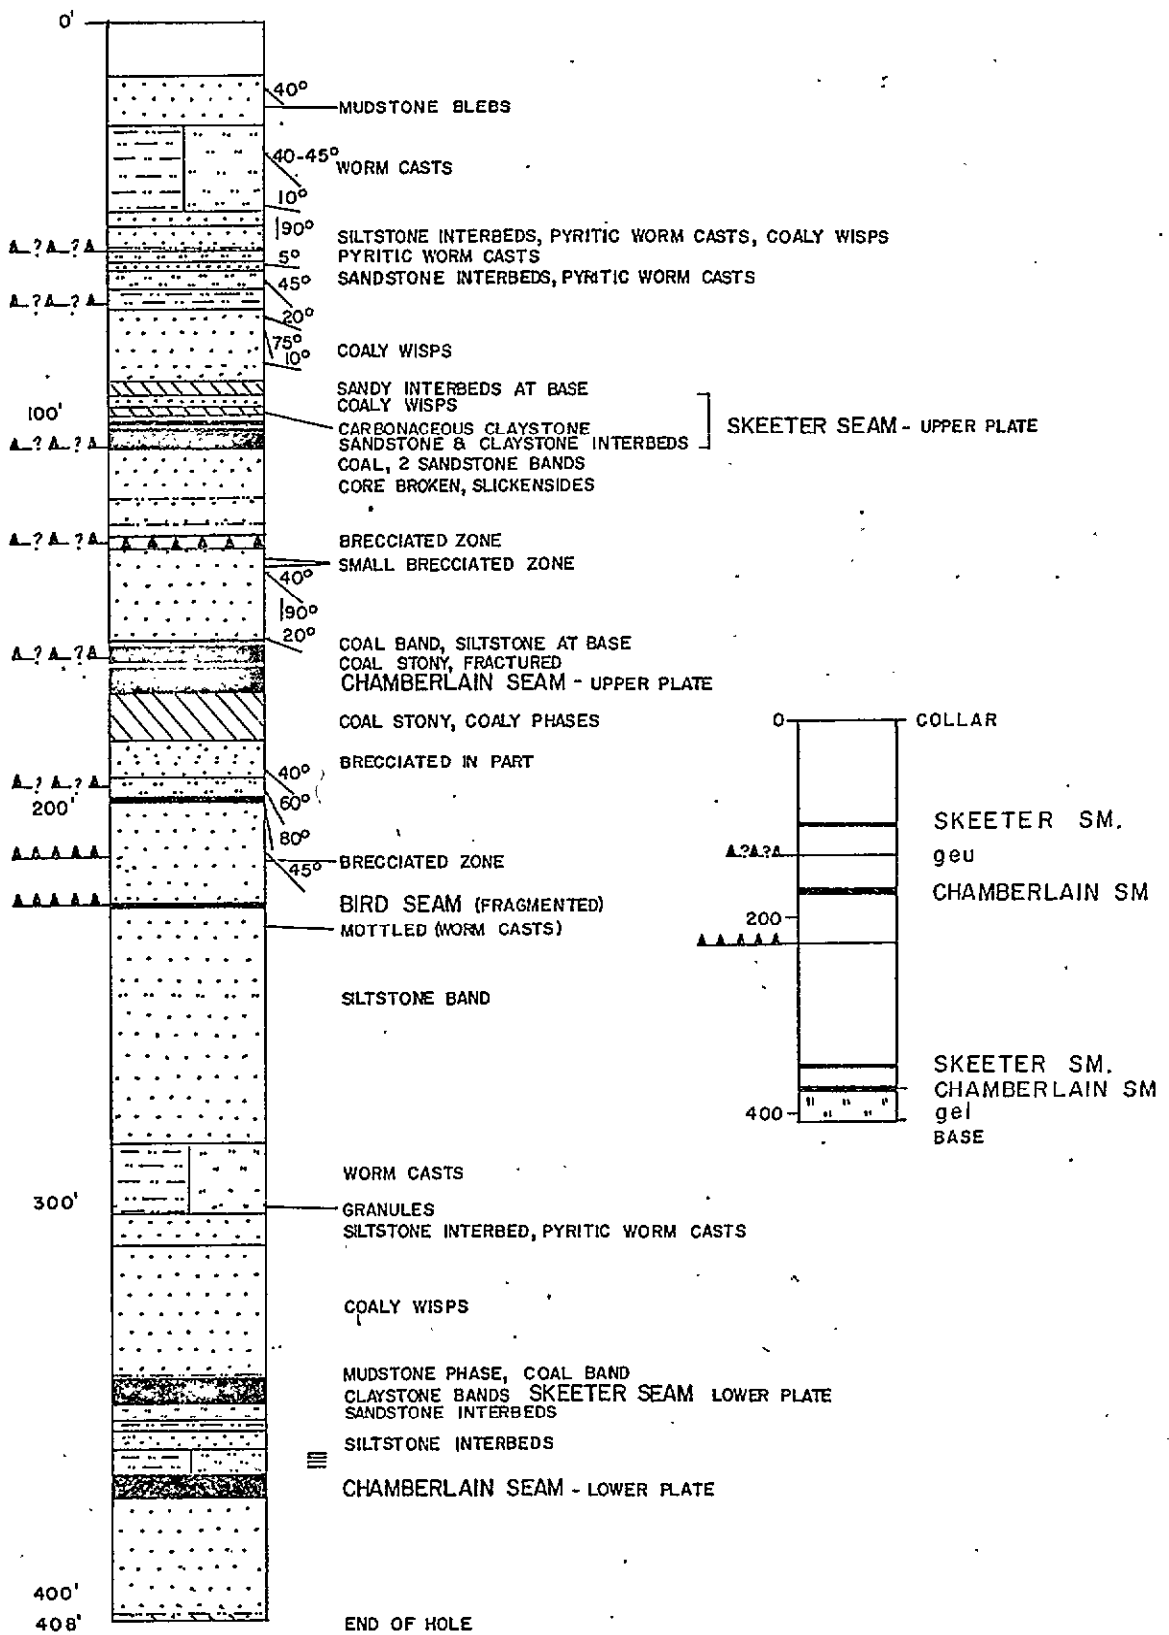 0'
40°
MUDSTONE BLEBS
40-45°
WORM CASTS
10°
90°
SILTSTONE INTERBEDS, PYRITIC WORM CASTS, COALY WISPS
?
?
5°
PYRITIC WORM CASTS
45°
SANDSTONE INTERBEDS, PYRITIC WORM CASTS
?
?
20°
75°
10°
COALY WISPS
SANDY INTERBEDS AT BASE
COALY WISPS
100'
CARBONACEOUS CLAYSTONE
SKEETER SEAM - UPPER PLATE
?
?
SANDSTONE & CLAYSTONE INTERBEDS
COAL, 2 SANDSTONE BANDS
CORE BROKEN, SLICKENSIDES
?
?
BRECCIATED ZONE
SMALL BRECCIATED ZONE
40°
90°
20°
COAL BAND, SILTSTONE AT BASE
?
?
COAL STONY, FRACTURED
CHAMBERLAIN SEAM - UPPER PLATE
COAL STONY, COALY PHASES
BRECCIATED IN PART
40°
?
?
60°
200'
80°
45°
BRECCIATED ZONE
BIRD SEAM (FRAGMENTED)
MOTTLED (WORM CASTS)
SILTSTONE BAND
WORM CASTS
300'
GRANULES
SILTSTONE INTERBED, PYRITIC WORM CASTS
COALY WISPS
MUDSTONE PHASE, COAL BAND
CLAYSTONE BANDS SKEETER SEAM LOWER PLATE
SANDSTONE INTERBEDS
SILTSTONE INTERBEDS
CHAMBERLAIN SEAM - LOWER PLATE
400'
408'
END OF HOLE
0
COLLAR
SKEETER SM.
?
?
geu
CHAMBERLAIN SM
200
SKEETER SM.
CHAMBERLAIN SM
400
gel
BASE